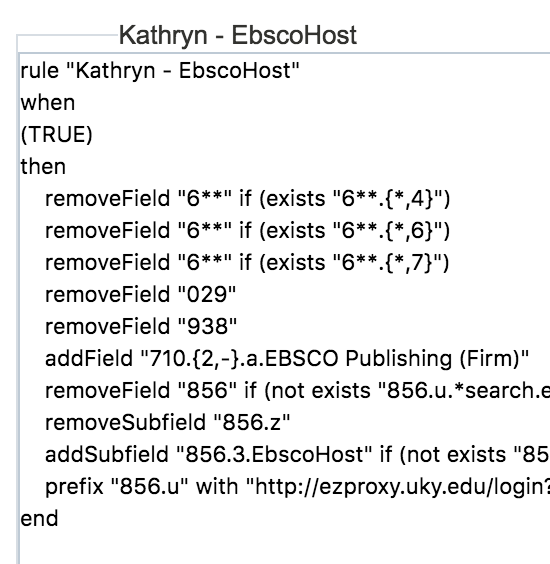 Kathryn - EbscoHost
rule "Kathryn - EbscoHost"
when
(TRUE)
then
removeField "6**" if (exists "6**.{*,4}")
removeField "6**" if (exists "6**.{*,6}")
removeField "6**" if (exists "6**.{*,7}")
removeField "029"
removeField "938"
addField "710.{2,-}.a.EBSCO Publishing (Firm)"
removeField "856" if (not exists "856.u.*search.e
removeSubfield "856.z"
addSubfield "856.3.EbscoHost" if (not exists "85
prefix "856.u" with "http://ezproxy.uky.edu/login?
end